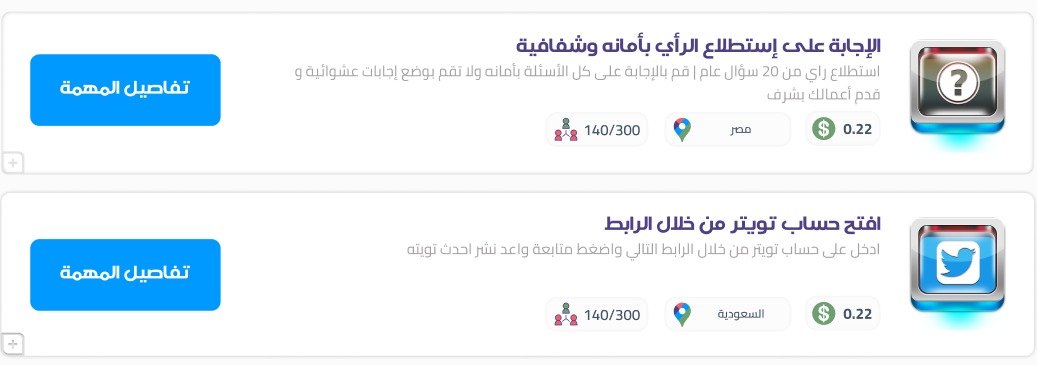 الإجابة على إستطلاع الرأي بأمانه وشفافية
استطلاع راي من 20 سؤال عام | قم بالإجابة على كل الأسئلة بأمانه ولا تقم بوضع إجابات عشوائية و
قدم أعمالك بشرف
0.22
مصر
140/300
تفاصيل المهمة
افتح حساب تويتر من خلال الرابط
ادخل على حساب تويتر من خلال الرابط التالي واضغط متابعة واعد نشر احدث تويته
0.22
السعودية
140/300
تفاصيل المهمة